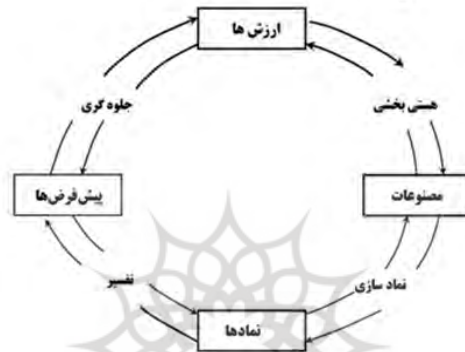 ارزش ها
هستی بخشی
جلوه گری
مصنوعات
پیش‌فرض‌ها
نماد سازی
تفسیر
نمادها